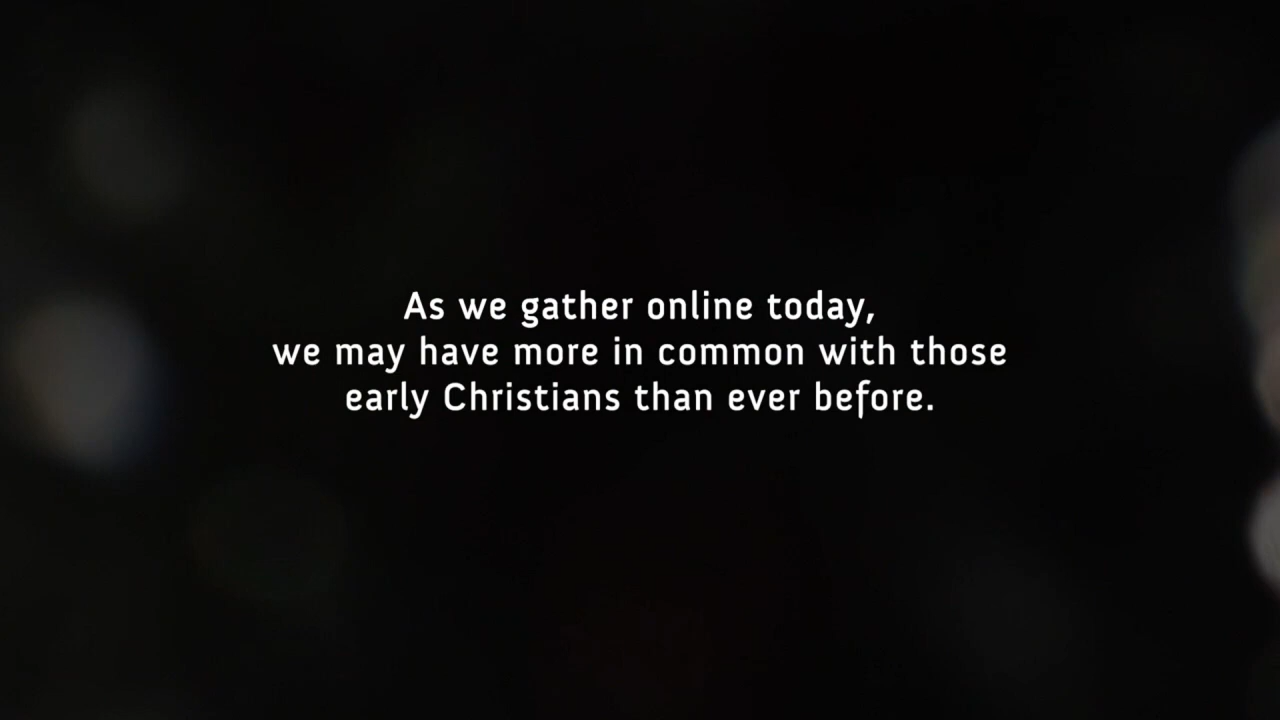 As we gather online today,
we may have more in common with those
early Christians than ever before.